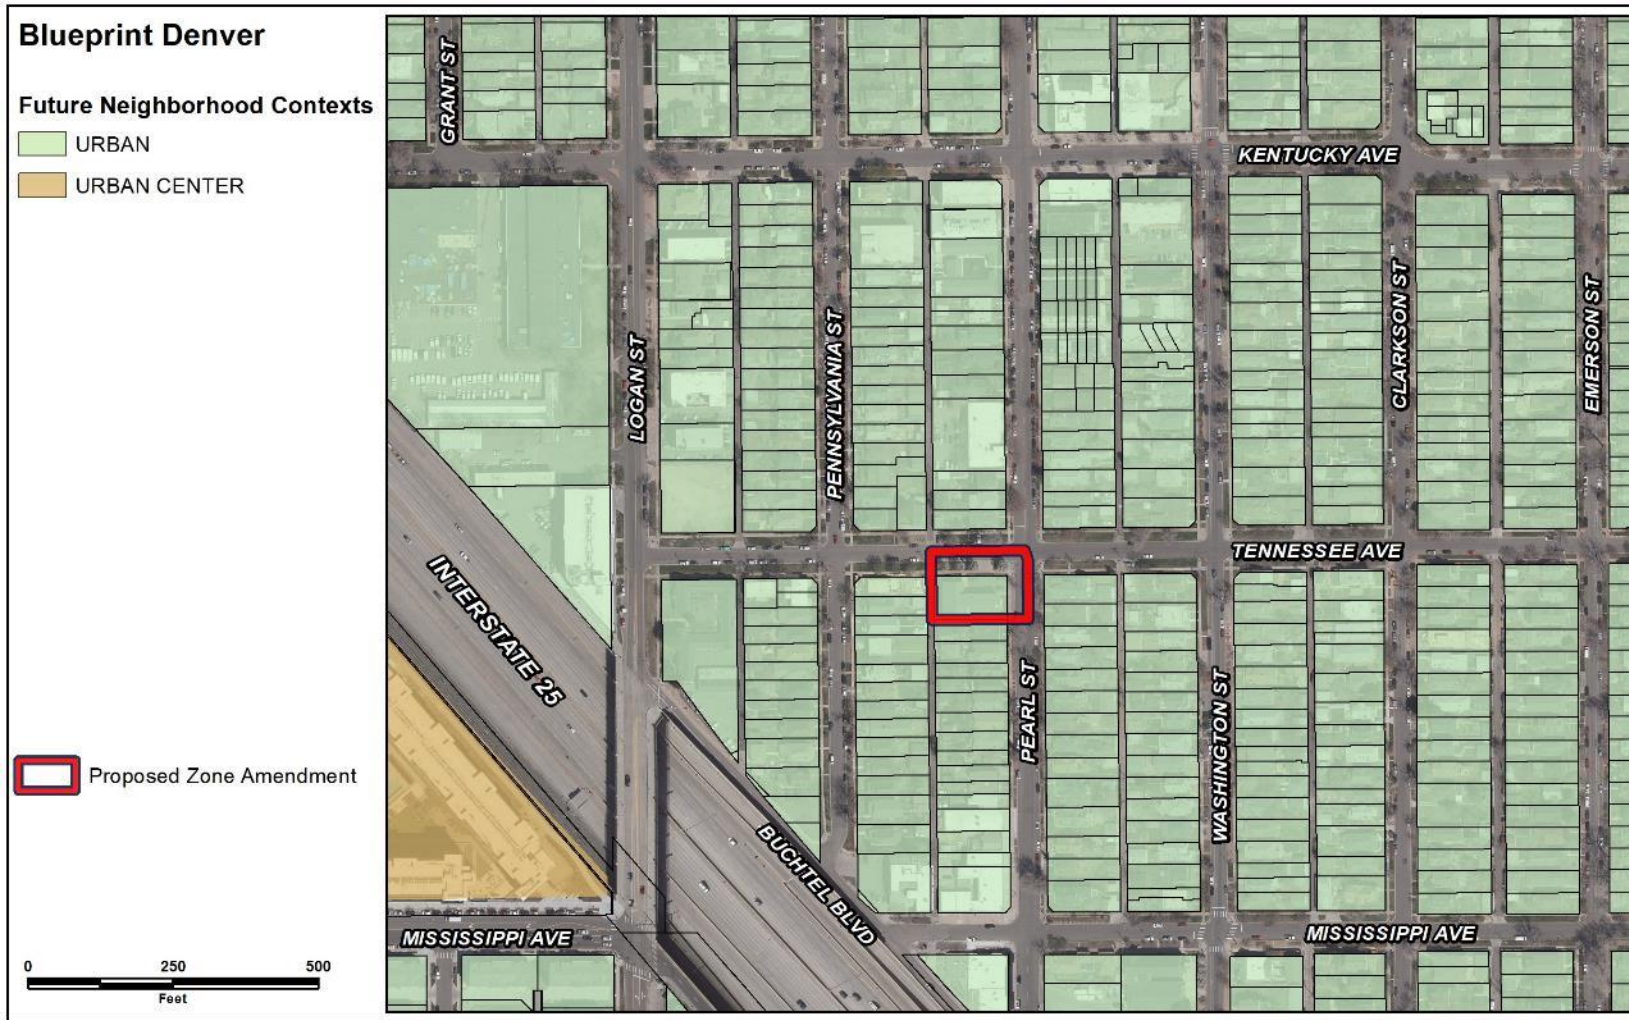 Blueprint Denver
Future Neighborhood Contexts
URBAN
URBAN CENTER
Proposed Zone Amendment
0 250 500
Feet
GRANT ST
KENTUCKY AVE
LOGAN ST
PENNSYLVANIA ST
CLARKSON ST
EMERSON ST
TENNESSEE AVE
INTERSTATE 25
PEARL ST
WASHINGTON ST
BUCHTEL BLVD
MISSISSIPPI AVE
MISSISSIPPI AVE